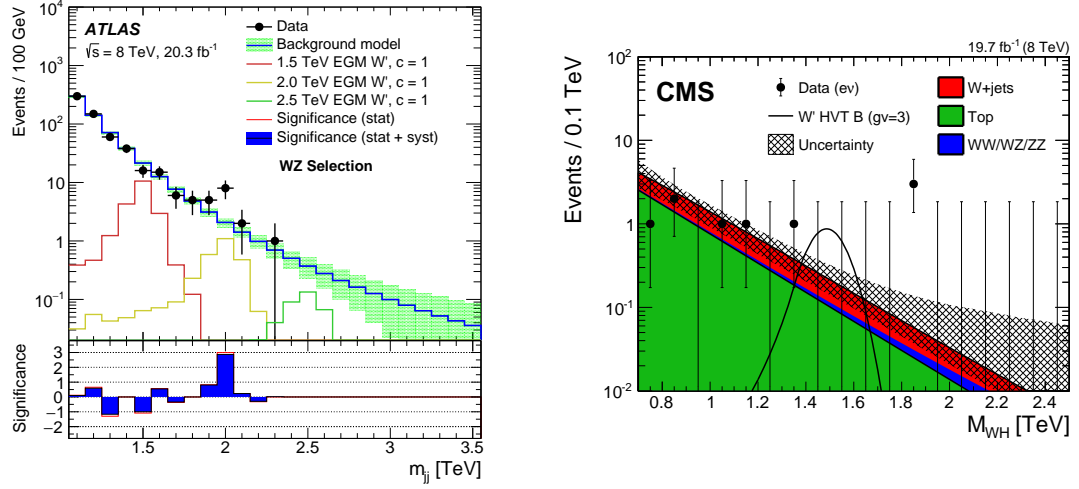 ATLAS
√s = 8 TeV, 20.3 fb⁻¹
Data
Background model
1.5 TeV EGM W', c = 1
2.0 TeV EGM W', c = 1
2.5 TeV EGM W', c = 1
Significance (stat)
Significance (stat + syst)
WZ Selection
Events / 100 GeV
10⁴
10³
10²
10
1
10⁻¹
Significance
3
2
1
0
−1
−2
1.5 2 2.5 3 3.5
m_jj [TeV]
19.7 fb⁻¹ (8 TeV)
CMS
Data (eν)
W' HVT B (gv=3)
Uncertainty
W+jets
Top
WW/WZ/ZZ
Events / 0.1 TeV
10²
10
1
10⁻¹
10⁻²
0.8 1 1.2 1.4 1.6 1.8 2 2.2 2.4
M_WH [TeV]